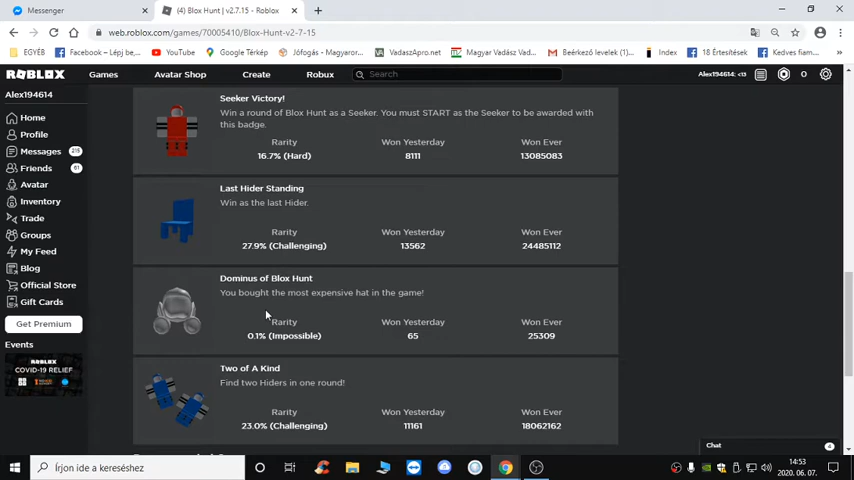 Messenger
(4) Blox Hunt | v2.7.15 - Roblox
web.roblox.com/games/70005410/Blox-Hunt-v2-7-15
EGYÉB
Facebook – Lépj be,...
YouTube
Google Térkép
Jófogás - Magyaror...
VadaszApro.net
Magyar Vadász Vad...
Beérkező levelek (1)...
Index
18 Értesítések
Kedves fiam...
ROBLOX
Games
Avatar Shop
Create
Robux
Search
Alex194614: <13
0
Alex194614
Home
Profile
Messages
Friends
61
Avatar
Inventory
Trade
Groups
My Feed
Blog
Official Store
Gift Cards
Get Premium
Events
ROBLOX
COVID-19 RELIEF
Seeker Victory!
Win a round of Blox Hunt as a Seeker. You must START as the Seeker to be awarded with
this badge.
Rarity Won Yesterday Won Ever
16.7% (Hard) 8111 13085083
Last Hider Standing
Win as the last Hider.
Rarity Won Yesterday Won Ever
27.9% (Challenging) 13562 24485112
Dominus of Blox Hunt
You bought the most expensive hat in the game!
Rarity Won Yesterday Won Ever
0.1% (Impossible) 65 25309
Two of A Kind
Find two Hiders in one round!
Rarity Won Yesterday Won Ever
23.0% (Challenging) 11161 18062162
Chat
4
Írjon ide a kereséshez
14:53
2020. 06. 07.